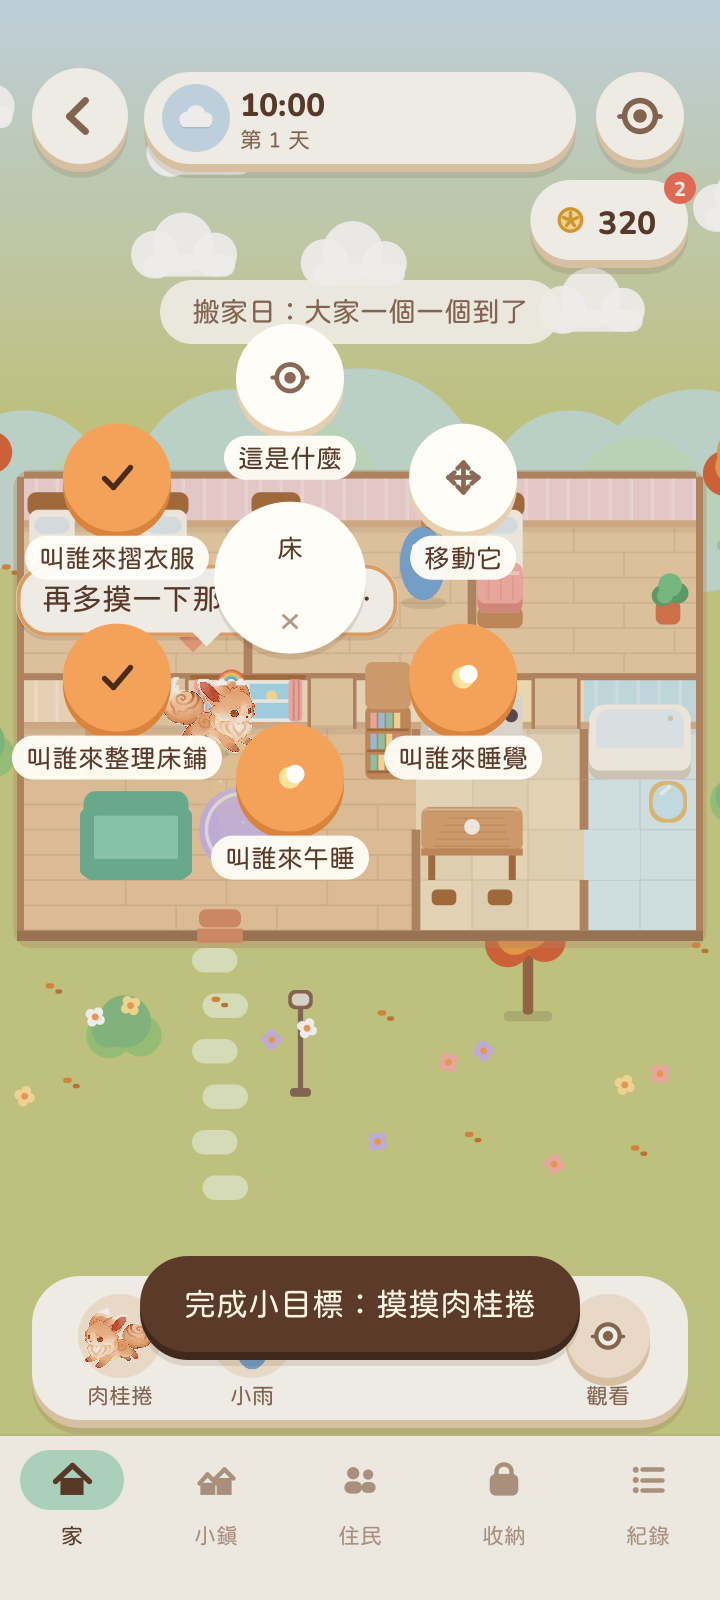 10:00
第 1 天
2
320
搬家日：大家一個一個到了
這是什麼
叫誰來摺衣服
床
移動它
再多摸一下那
叫誰來整理床鋪
叫誰來睡覺
叫誰來午睡
完成小目標：摸摸肉桂捲
肉桂捲
小雨
觀看
家
小鎮
住民
收納
紀錄